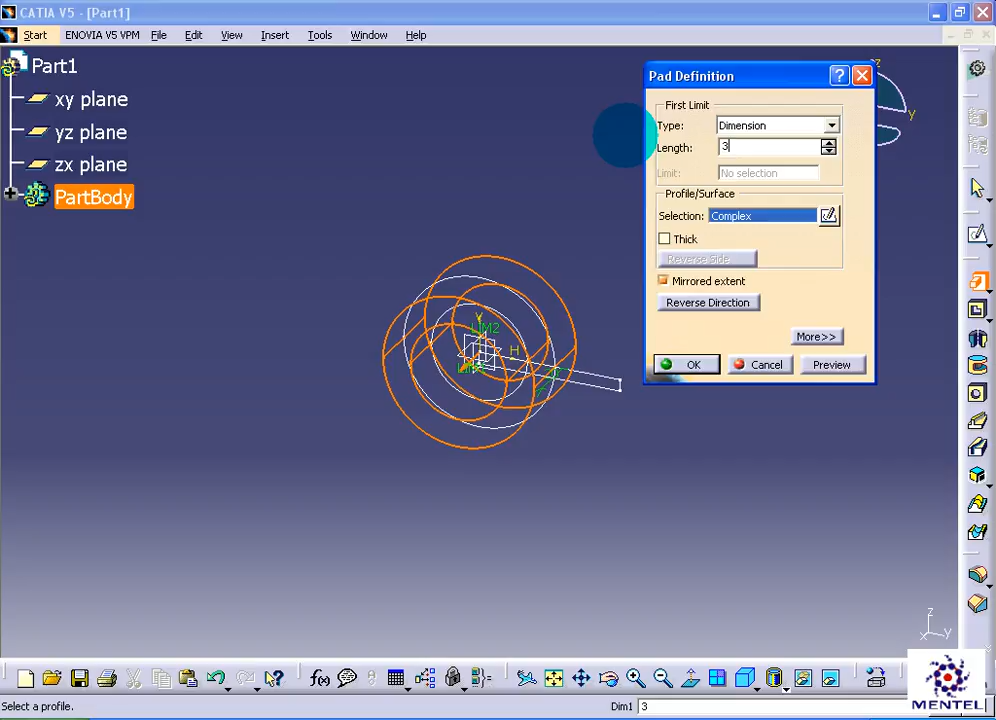 CATIA V5 - [Part1]
Start ENOVIA V5 VPM File Edit View Insert Tools Window Help
Part1
xy plane
yz plane
zx plane
PartBody
Pad Definition
First Limit
Type: Dimension
Length: 3
Limit: No selection
Profile/Surface
Selection: Complex
Thick
Reverse Side
Mirrored extent
Reverse Direction
More>>
OK Cancel Preview
z
y
V
LIM2
H
z
x y
f(x)
MENTEL
Select a profile.
Dim1 3